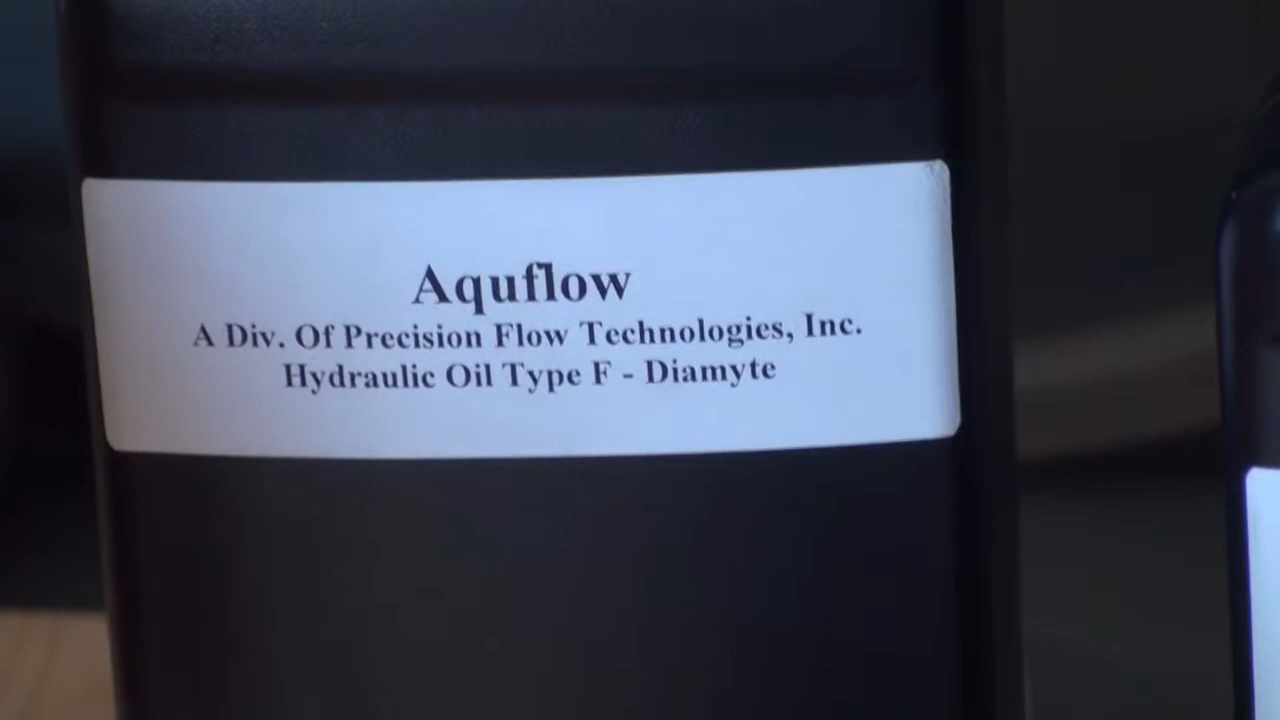 Aquflow
A Div. Of Precision Flow Technologies, Inc.
Hydraulic Oil Type F - Diamyte